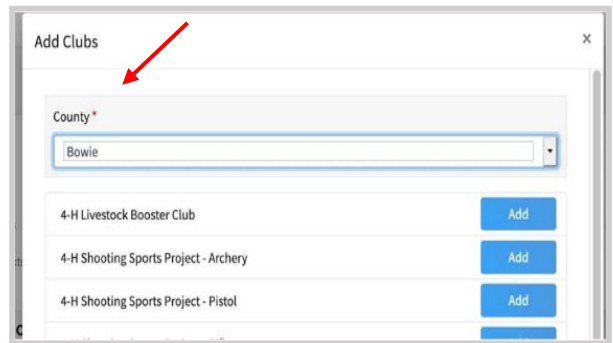 Add Clubs
x
County *
Bowie
4-H Livestock Booster Club Add
4-H Shooting Sports Project - Archery Add
4-H Shooting Sports Project - Pistol Add